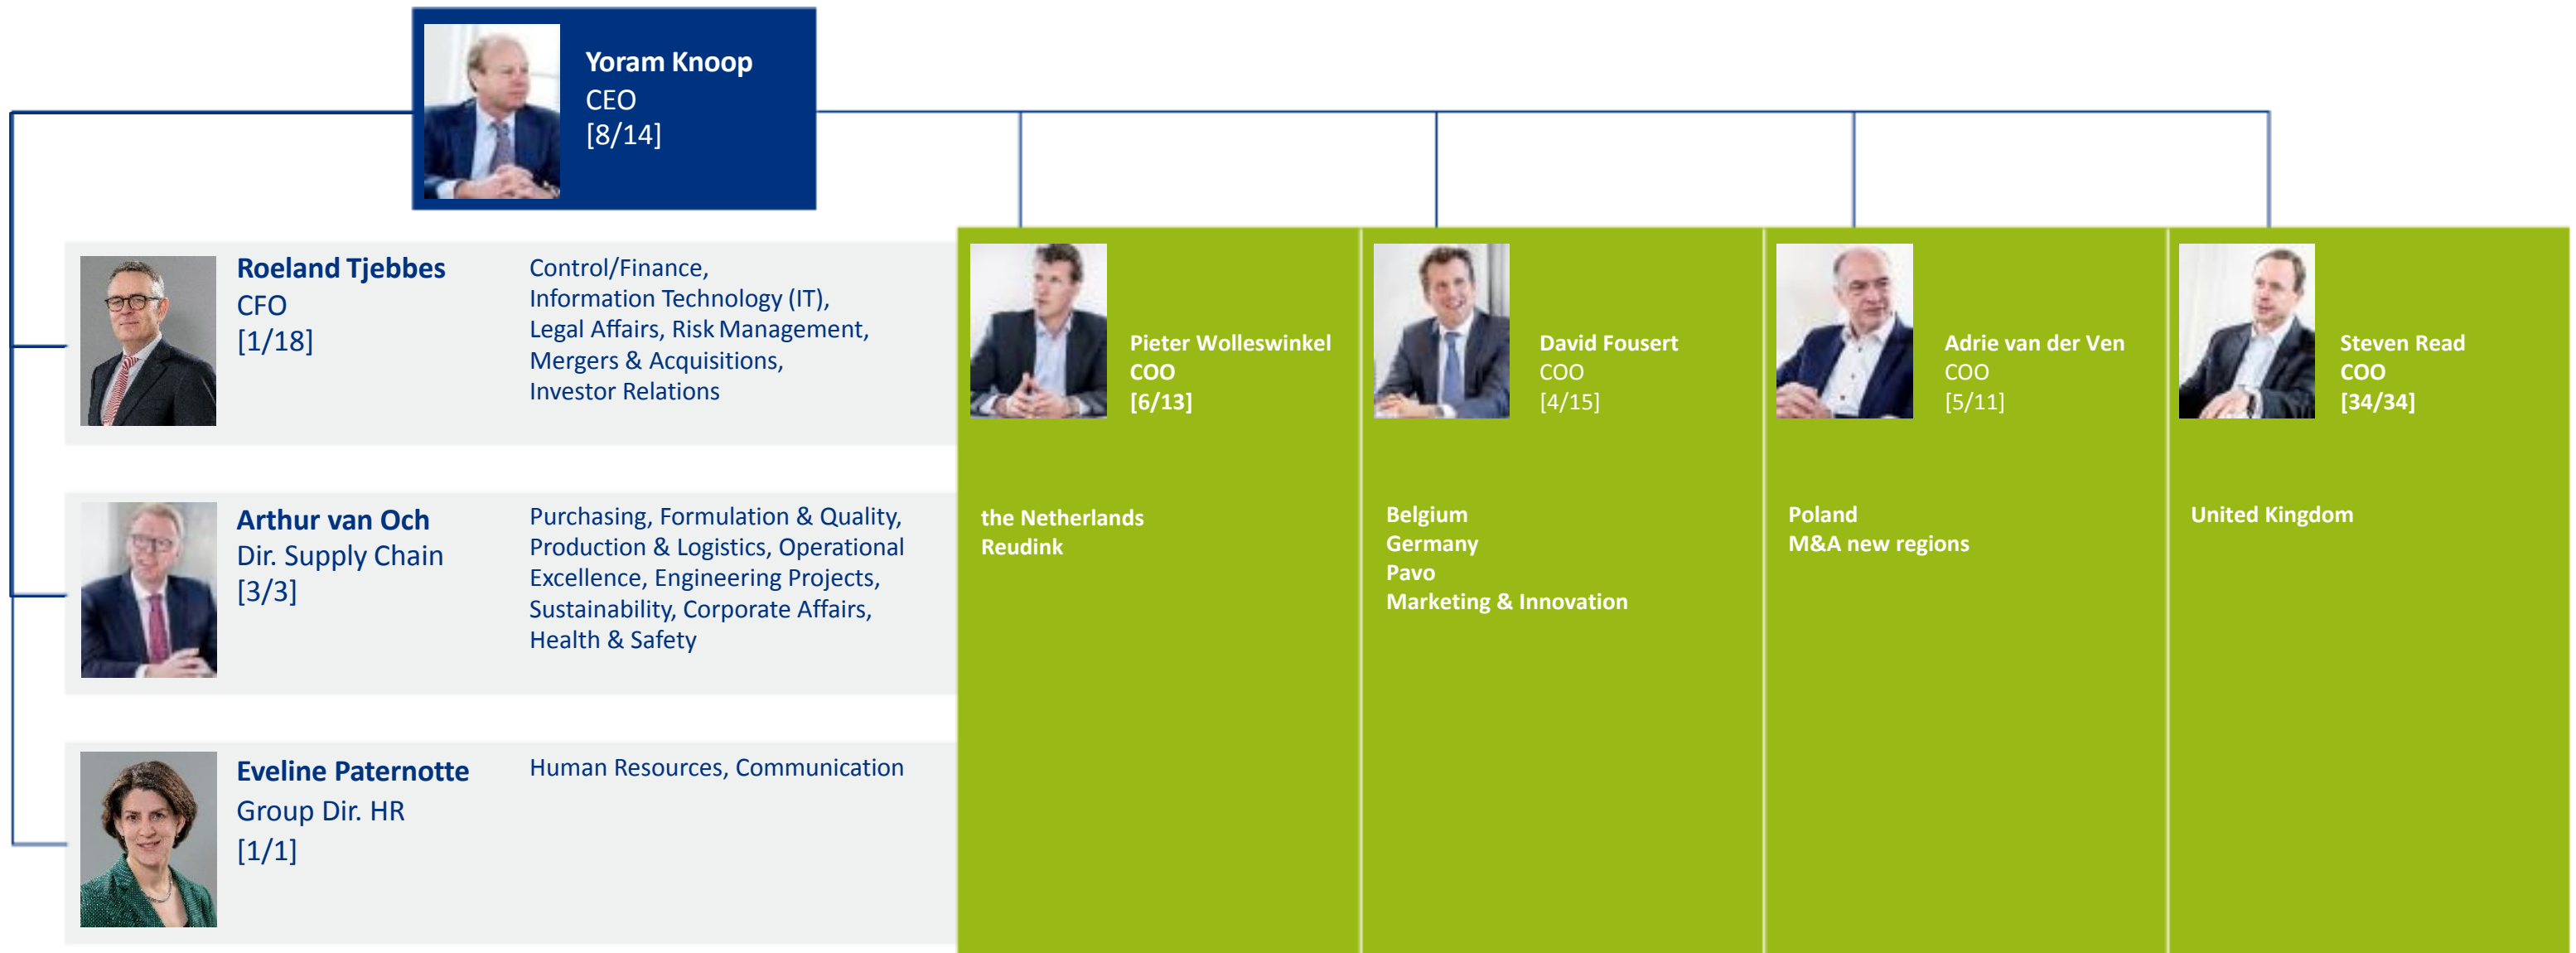 Yoram Knoop
CEO
[8/14]
Roeland Tjebbes
CFO
[1/18]
Control/Finance,
Information Technology (IT),
Legal Affairs, Risk Management,
Mergers & Acquisitions,
Investor Relations
Arthur van Och
Dir. Supply Chain
[3/3]
Purchasing, Formulation & Quality,
Production & Logistics, Operational
Excellence, Engineering Projects,
Sustainability, Corporate Affairs,
Health & Safety
Eveline Paternotte
Group Dir. HR
[1/1]
Human Resources, Communication
Pieter Wolleswinkel
COO
[6/13]
the Netherlands
Reudink
David Fousert
COO
[4/15]
Belgium
Germany
Pavo
Marketing & Innovation
Adrie van der Ven
COO
[5/11]
Poland
M&A new regions
Steven Read
COO
[34/34]
United Kingdom